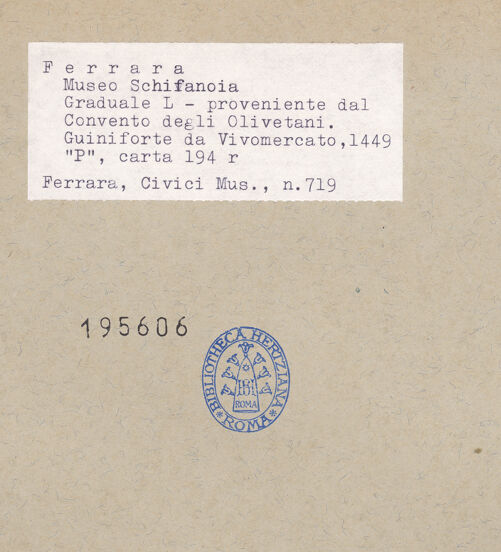 Ferrara
Museo Schifanoia
Graduale L - proveniente dal
Convento degli Olivetani.
Guiniforte da Vivomercato,1449
"P", carta 194 r
Ferrara, Civici Mus., n.719
195606
BIBLIOTHECA HERTZIANA
ROMA
ROMA